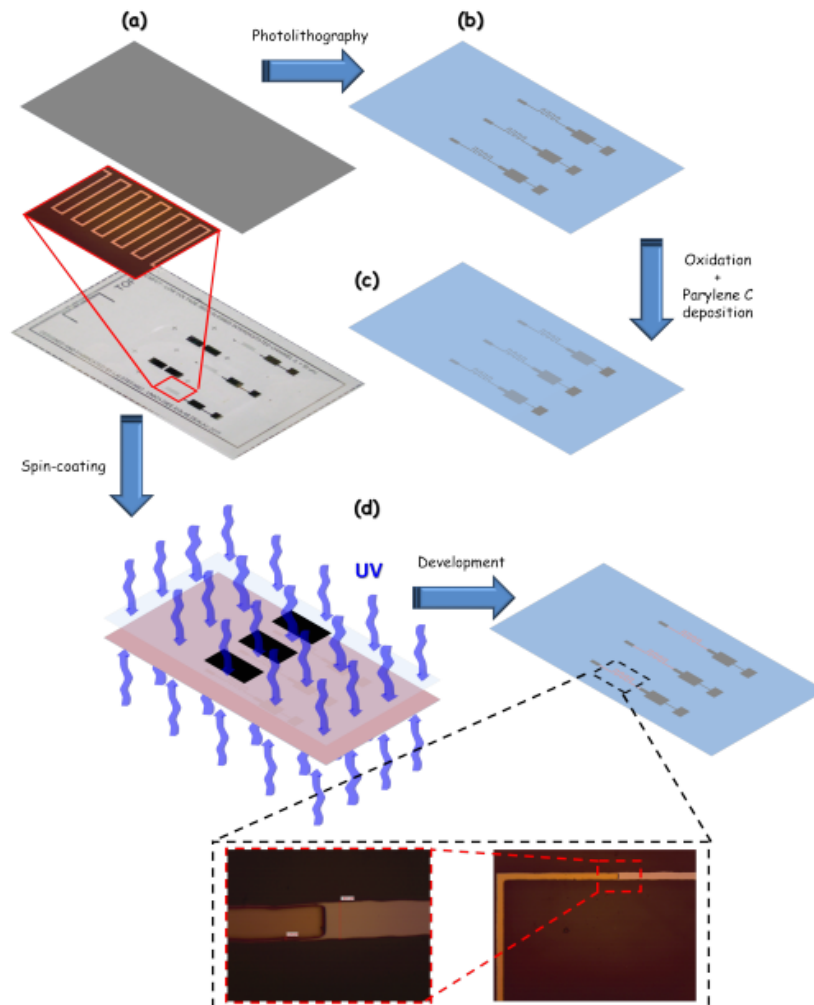 (a)
Photolithography
(b)
(c)
Oxidation
+
Parylene C
deposition
Spin-coating
(d)
UV
Development